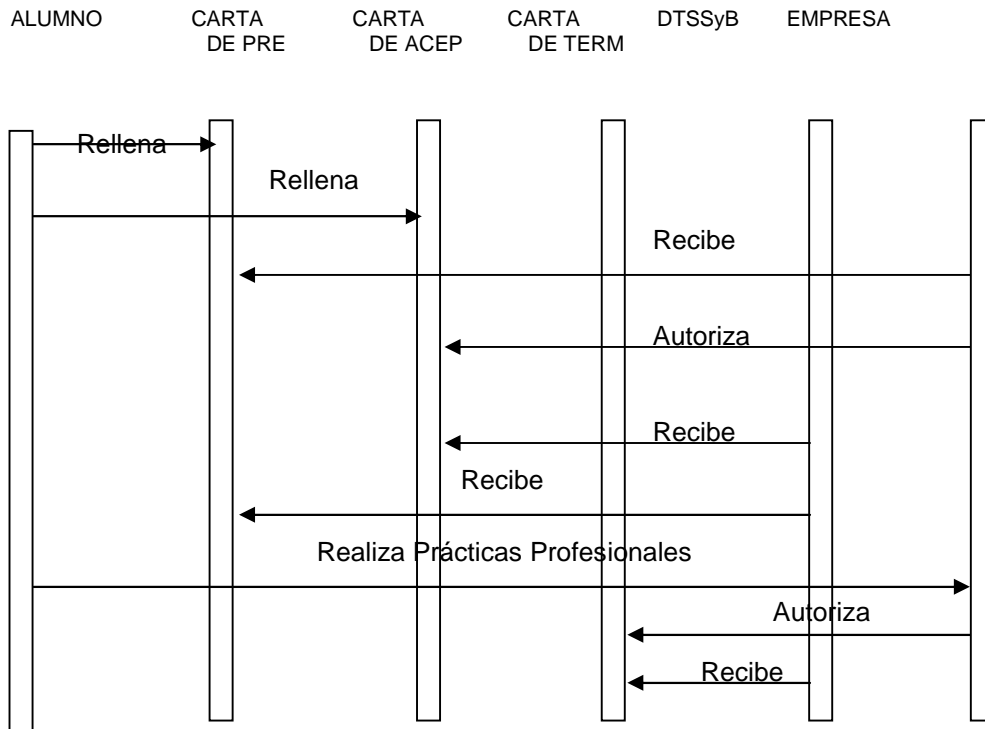 ALUMNO CARTA CARTA CARTA DTSSyB EMPRESA
DE PRE DE ACEP DE TERM
Rellena
Rellena
Recibe
Autoriza
Recibe
Recibe
Realiza Prácticas Profesionales
Autoriza
Recibe